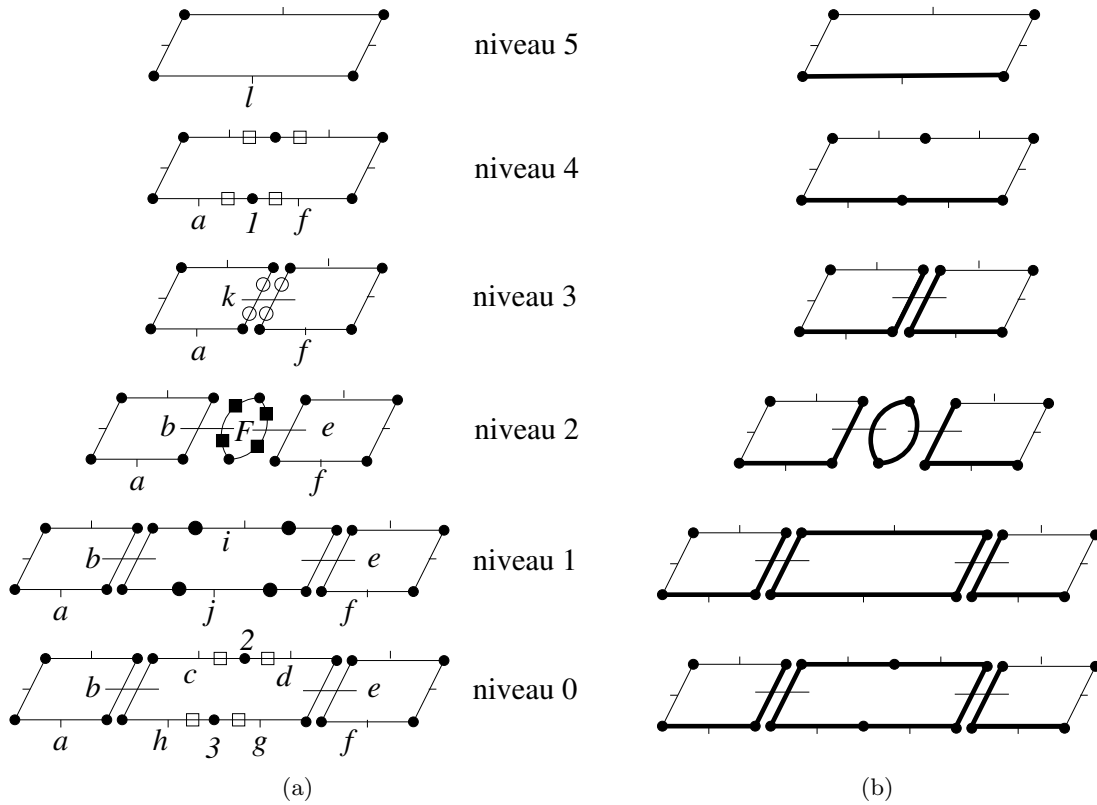 niveau 5
l
niveau 4
a 1 f
k niveau 3
a f
b F e niveau 2
a f
b i e niveau 1
a j f
2
b c d e niveau 0
a h 3 g f
(a) (b)